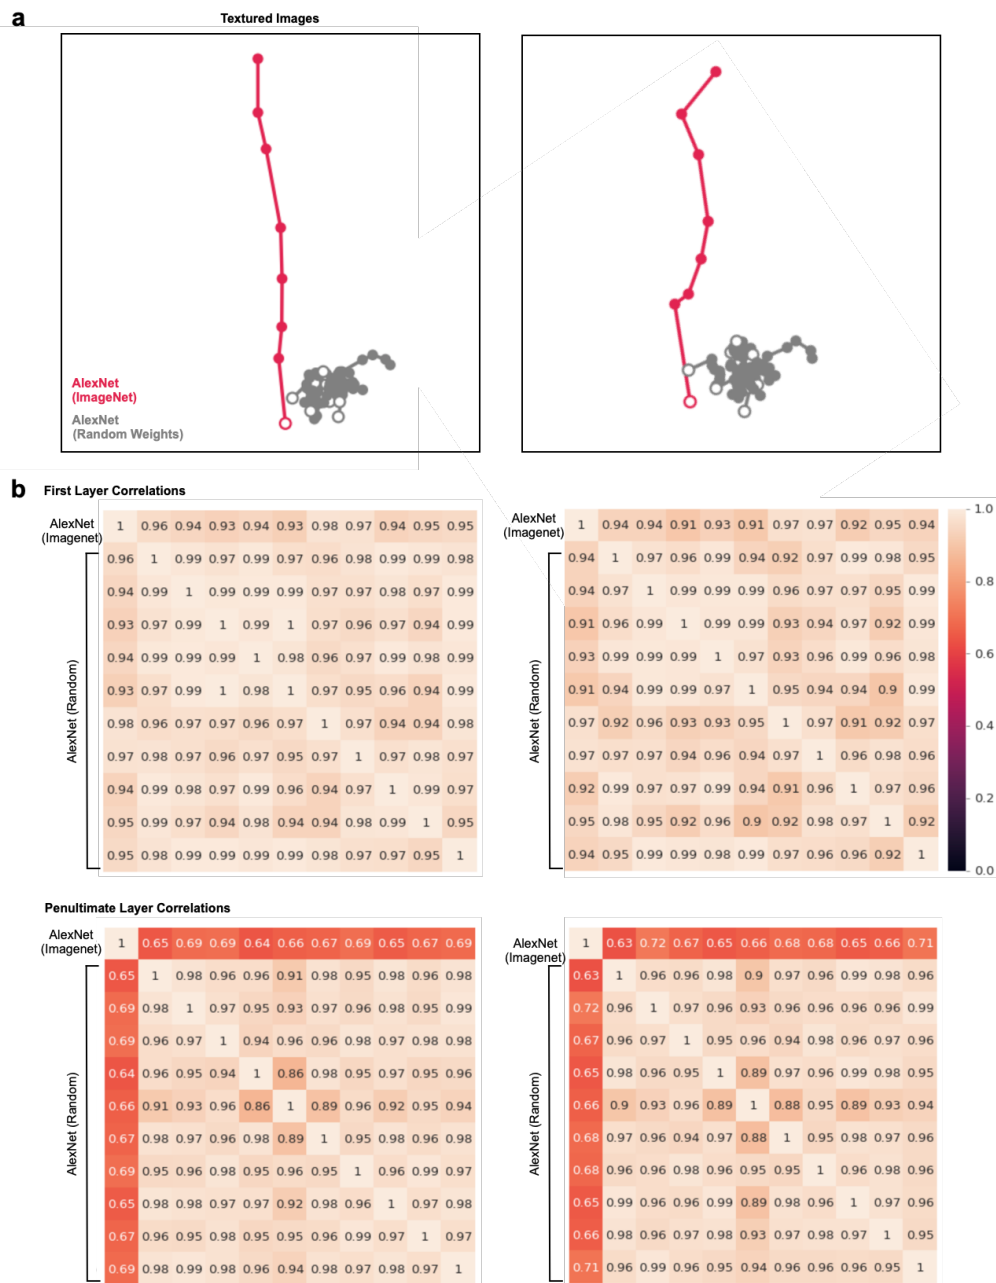 a
Textured Images
AlexNet
(ImageNet)
AlexNet
(Random Weights)
b
First Layer Correlations
AlexNet
(Imagenet)
AlexNet (Random)
1 0.96 0.94 0.93 0.94 0.93 0.98 0.97 0.94 0.95 0.95
0.96 1 0.99 0.97 0.99 0.97 0.96 0.98 0.99 0.99 0.98
0.94 0.99 1 0.99 0.99 0.99 0.97 0.97 0.98 0.97 0.99
0.93 0.97 0.99 1 0.99 1 0.97 0.96 0.97 0.94 0.99
0.94 0.99 0.99 0.99 1 0.98 0.96 0.97 0.99 0.98 0.99
0.93 0.97 0.99 1 0.98 1 0.97 0.95 0.96 0.94 0.99
0.98 0.96 0.97 0.97 0.96 0.97 1 0.97 0.94 0.94 0.98
0.97 0.98 0.97 0.96 0.97 0.95 0.97 1 0.97 0.98 0.97
0.94 0.99 0.98 0.97 0.99 0.96 0.94 0.97 1 0.99 0.97
0.95 0.99 0.97 0.94 0.98 0.94 0.94 0.98 0.99 1 0.95
0.95 0.98 0.99 0.99 0.99 0.99 0.98 0.97 0.97 0.95 1
AlexNet
(Imagenet)
AlexNet (Random)
1 0.94 0.94 0.91 0.93 0.91 0.97 0.97 0.92 0.95 0.94
0.94 1 0.97 0.96 0.99 0.94 0.92 0.97 0.99 0.98 0.95
0.94 0.97 1 0.99 0.99 0.99 0.96 0.97 0.97 0.95 0.99
0.91 0.96 0.99 1 0.99 0.99 0.93 0.94 0.97 0.92 0.99
0.93 0.99 0.99 0.99 1 0.97 0.93 0.96 0.99 0.96 0.98
0.91 0.94 0.99 0.99 0.97 1 0.95 0.94 0.94 0.9 0.99
0.97 0.92 0.96 0.93 0.93 0.95 1 0.97 0.91 0.92 0.97
0.97 0.97 0.97 0.94 0.96 0.94 0.97 1 0.96 0.98 0.96
0.92 0.99 0.97 0.97 0.99 0.94 0.91 0.96 1 0.97 0.96
0.95 0.98 0.95 0.92 0.96 0.9 0.92 0.98 0.97 1 0.92
0.94 0.95 0.99 0.99 0.98 0.99 0.97 0.96 0.96 0.92 1
1.0
0.8
0.6
0.4
0.2
0.0
Penultimate Layer Correlations
AlexNet
(Imagenet)
AlexNet (Random)
1 0.65 0.69 0.69 0.64 0.66 0.67 0.69 0.65 0.67 0.69
0.65 1 0.98 0.96 0.96 0.91 0.98 0.95 0.98 0.96 0.98
0.69 0.98 1 0.97 0.95 0.93 0.97 0.96 0.98 0.95 0.99
0.69 0.96 0.97 1 0.94 0.96 0.96 0.98 0.97 0.98 0.98
0.64 0.96 0.95 0.94 1 0.86 0.98 0.95 0.97 0.95 0.96
0.66 0.91 0.93 0.96 0.86 1 0.89 0.96 0.92 0.95 0.94
0.67 0.98 0.97 0.96 0.98 0.89 1 0.95 0.98 0.96 0.98
0.69 0.95 0.96 0.98 0.95 0.96 0.95 1 0.96 0.99 0.97
0.65 0.98 0.98 0.97 0.97 0.92 0.98 0.96 1 0.97 0.98
0.67 0.96 0.95 0.98 0.95 0.95 0.96 0.99 0.97 1 0.97
0.69 0.98 0.99 0.98 0.96 0.94 0.98 0.97 0.98 0.97 1
AlexNet
(Imagenet)
AlexNet (Random)
1 0.63 0.72 0.67 0.65 0.66 0.68 0.68 0.65 0.66 0.71
0.63 1 0.96 0.96 0.98 0.9 0.97 0.96 0.99 0.98 0.96
0.72 0.96 1 0.97 0.96 0.93 0.96 0.96 0.96 0.96 0.99
0.67 0.96 0.97 1 0.95 0.96 0.94 0.98 0.96 0.97 0.96
0.65 0.98 0.96 0.95 1 0.89 0.97 0.96 0.99 0.98 0.95
0.66 0.9 0.93 0.96 0.89 1 0.88 0.95 0.89 0.93 0.94
0.68 0.97 0.96 0.94 0.97 0.88 1 0.95 0.98 0.97 0.96
0.68 0.96 0.96 0.98 0.96 0.95 0.95 1 0.96 0.98 0.96
0.65 0.99 0.96 0.96 0.99 0.89 0.98 0.96 1 0.97 0.96
0.66 0.98 0.96 0.97 0.98 0.93 0.97 0.98 0.97 1 0.95
0.71 0.96 0.99 0.96 0.95 0.94 0.96 0.96 0.96 0.95 1